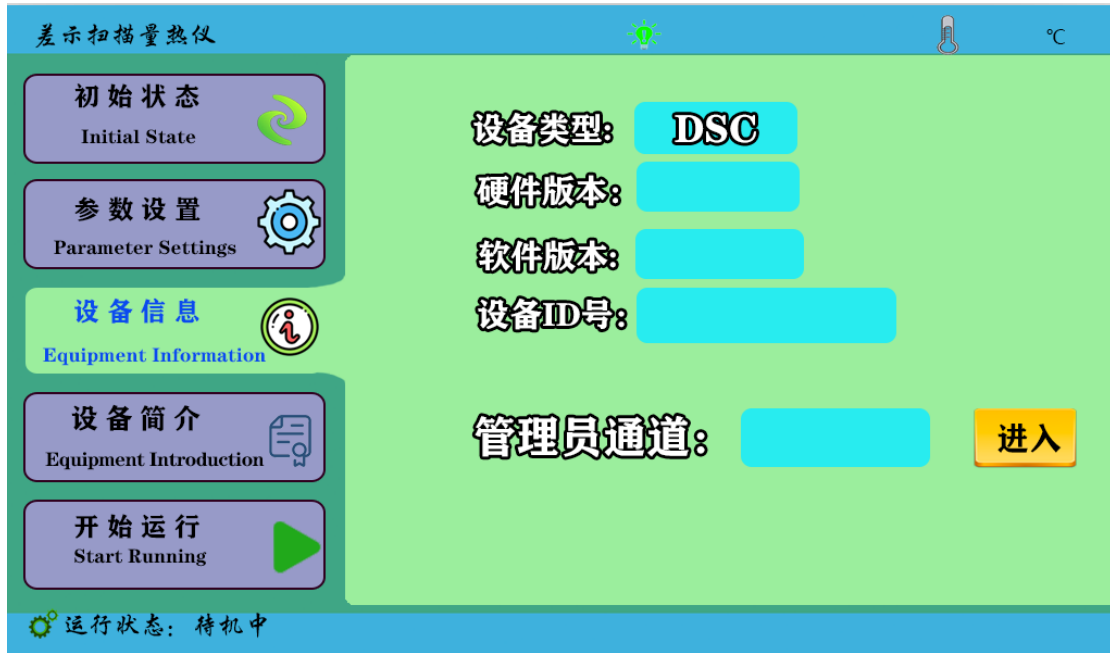 差示扫描量热仪
℃
初始状态
Initial State
参数设置
Parameter Settings
设备信息
Equipment Information
设备简介
Equipment Introduction
开始运行
Start Running
设备类型: DSC
硬件版本:
软件版本:
设备ID号:
管理员通道: 进入
运行状态: 待机中